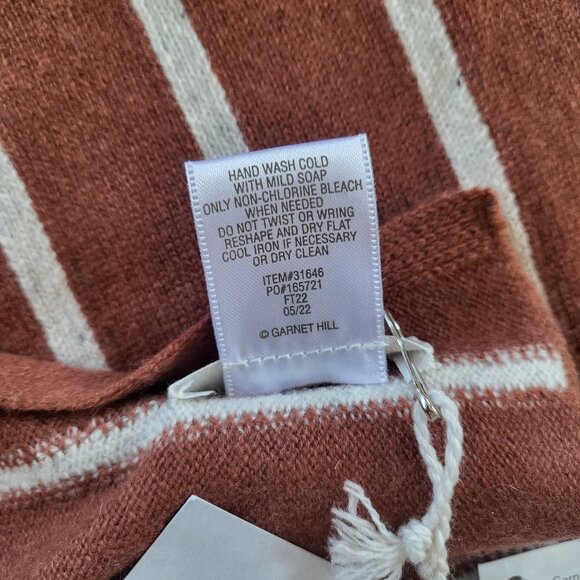 HAND WASH COLD
WITH MILD SOAP
ONLY NON-CHLORINE BLEACH
WHEN NEEDED
DO NOT TWIST OR WRING
RESHAPE AND DRY FLAT
COOL IRON IF NECESSARY
OR DRY CLEAN
ITEM#31646
PO#165721
FT22
05/22
© GARNET HILL